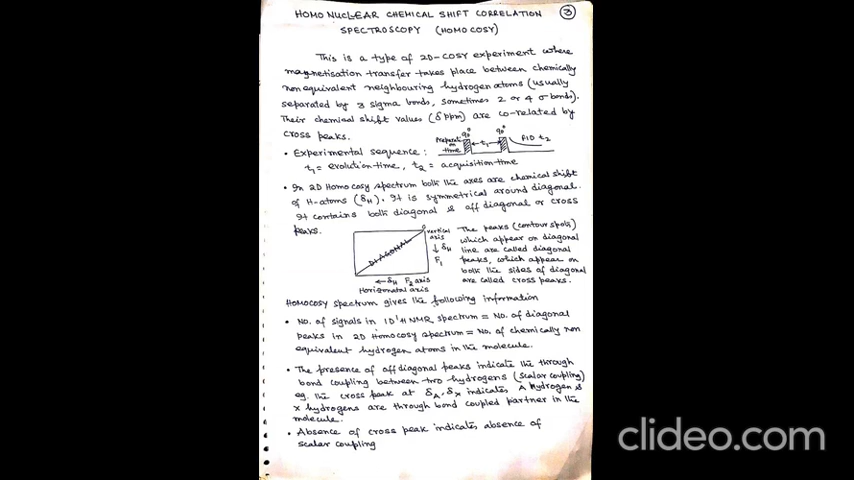 HOMO NUCLEAR CHEMICAL SHIFT CORRELATION
SPECTROSCOPY (HOMO COSY)
3
This is a type of 2D-COSY experiment where
magnetisation transfer takes place between chemically
nonequivalent neighbouring hydrogen atoms (usually
separated by 3 sigma bonds, sometimes 2 or 4 σ bonds).
Their chemical shift values (δ ppm) are co-related by
cross peaks.
• Experimental sequence :
Preparati
on
time
90°
t₁
90°
FID t₂
t₁ = evolution time, t₂ = acquisition time
• In 2D Homo cosy spectrum both the axes are chemical shift
of H-atoms (δH). It is symmetrical around diagonal.
It contains both diagonal & off diagonal or cross
peaks.
DIAGONAL
0
vertical
axis
↓ δH
F₁
← δH F₂ axis
Horizontal axis
The peaks (contour spots)
which appear on diagonal
line are called diagonal
peaks, which appear on
both the sides of diagonal
are called cross peaks.
HOMOCOSY spectrum gives the following information
• No. of signals in 1D ¹H NMR spectrum = No. of diagonal
peaks in 2D Homocosy spectrum = No. of chemically non
equivalent hydrogen atoms in the molecule.
• The presence of off diagonal peaks indicate the through
bond coupling between two hydrogens (scalar coupling)
eg. the cross peak at δA, δX indicates A hydrogen &
X hydrogens are through bond coupled partner in the
molecule.
• Absence of cross peak indicates absence of
scalar coupling
clideo.com